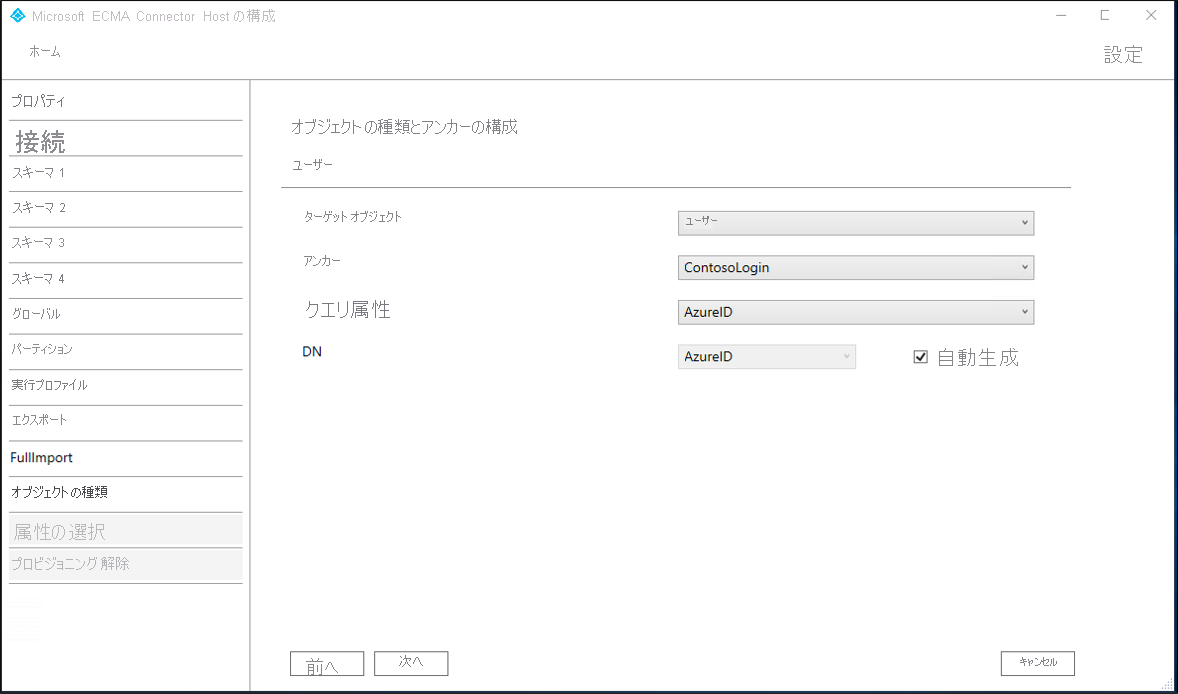 Microsoft ECMA Connector Host の構成
ホーム
設定
プロパティ
接続
スキーマ 1
スキーマ 2
スキーマ 3
スキーマ 4
グローバル
パーティション
実行プロファイル
エクスポート
FullImport
オブジェクトの種類
属性の選択
プロビジョニング解除
オブジェクトの種類とアンカーの構成
ユーザー
ターゲット オブジェクト ユーザー
アンカー ContosoLogin
クエリ属性 AzureID
DN AzureID 自動生成
前へ 次へ キャンセル